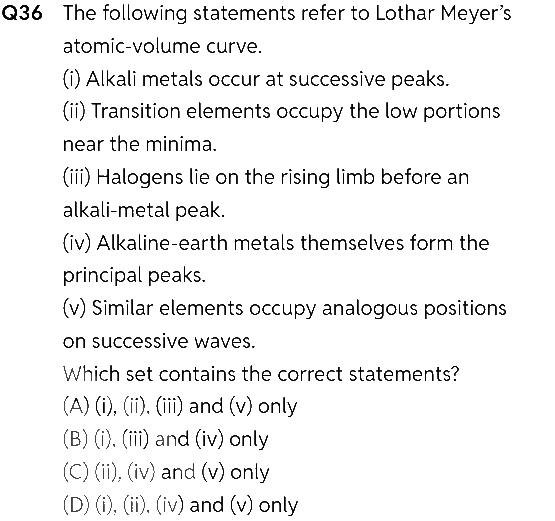 Q36 The following statements refer to Lothar Meyer's
atomic-volume curve.
(i) Alkali metals occur at successive peaks.
(ii) Transition elements occupy the low portions
near the minima.
(iii) Halogens lie on the rising limb before an
alkali-metal peak.
(iv) Alkaline-earth metals themselves form the
principal peaks.
(v) Similar elements occupy analogous positions
on successive waves.
Which set contains the correct statements?
(A) (i), (ii), (iii) and (v) only
(B) (i), (iii) and (iv) only
(C) (ii), (iv) and (v) only
(D) (i), (ii), (iv) and (v) only